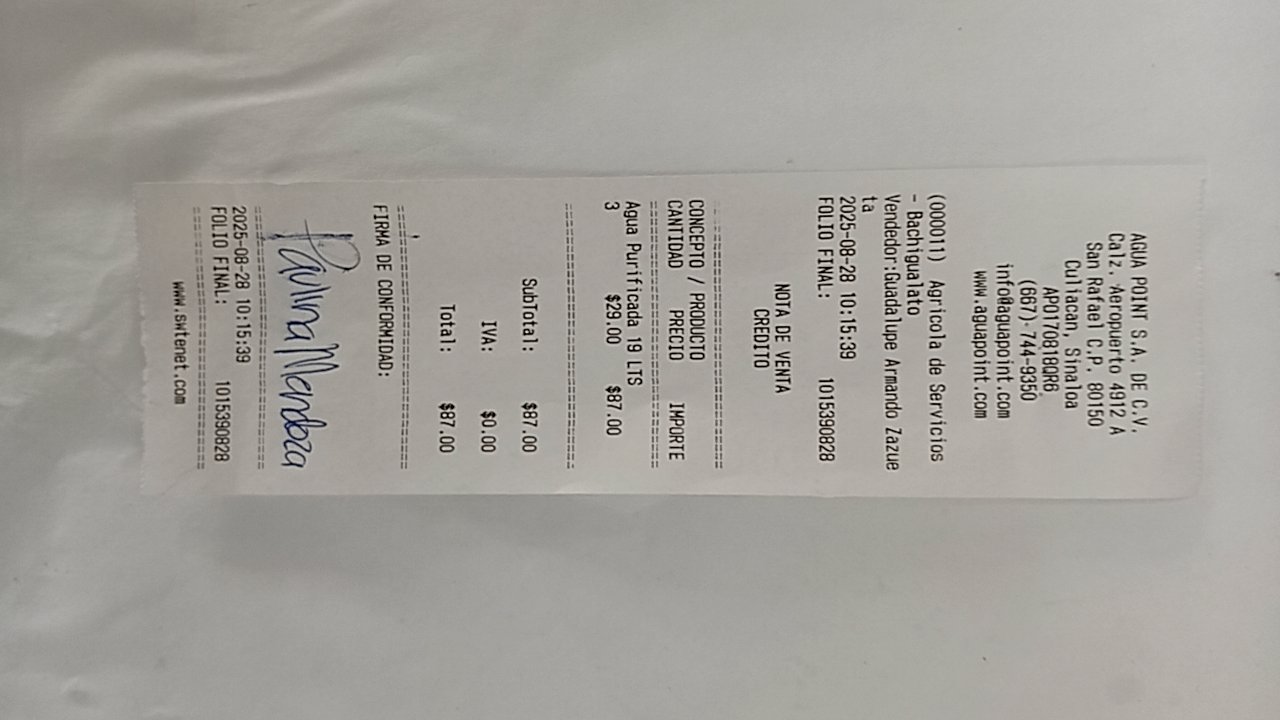 AGUA POINT S.A. DE C.V.
Calz. Aeropuerto 4912 A
San Rafael C.P. 80150
Culiacan, Sinaloa
APO170818QR6
(667)-744-9350
info@aguapoint.com
www.aguapoint.com
(000011) Agricola de Servicios
- Bachigualato
Vendedor:Guadalupe Armando Zazue
ta
2025-08-28 10:15:39
FOLIO FINAL: 1015390828
NOTA DE VENTA
CREDITO
================================
CONCEPTO / PRODUCTO
CANTIDAD PRECIO IMPORTE
================================
Agua Purificada 19 LTS
3 $29.00 $87.00
================================
SubTotal: $87.00
IVA: $0.00
Total: $87.00
================================
FIRMA DE CONFORMIDAD:
Paulina Mendoza
================================
2025-08-28 10:15:39
FOLIO FINAL: 1015390828
================================
www.swtenet.com